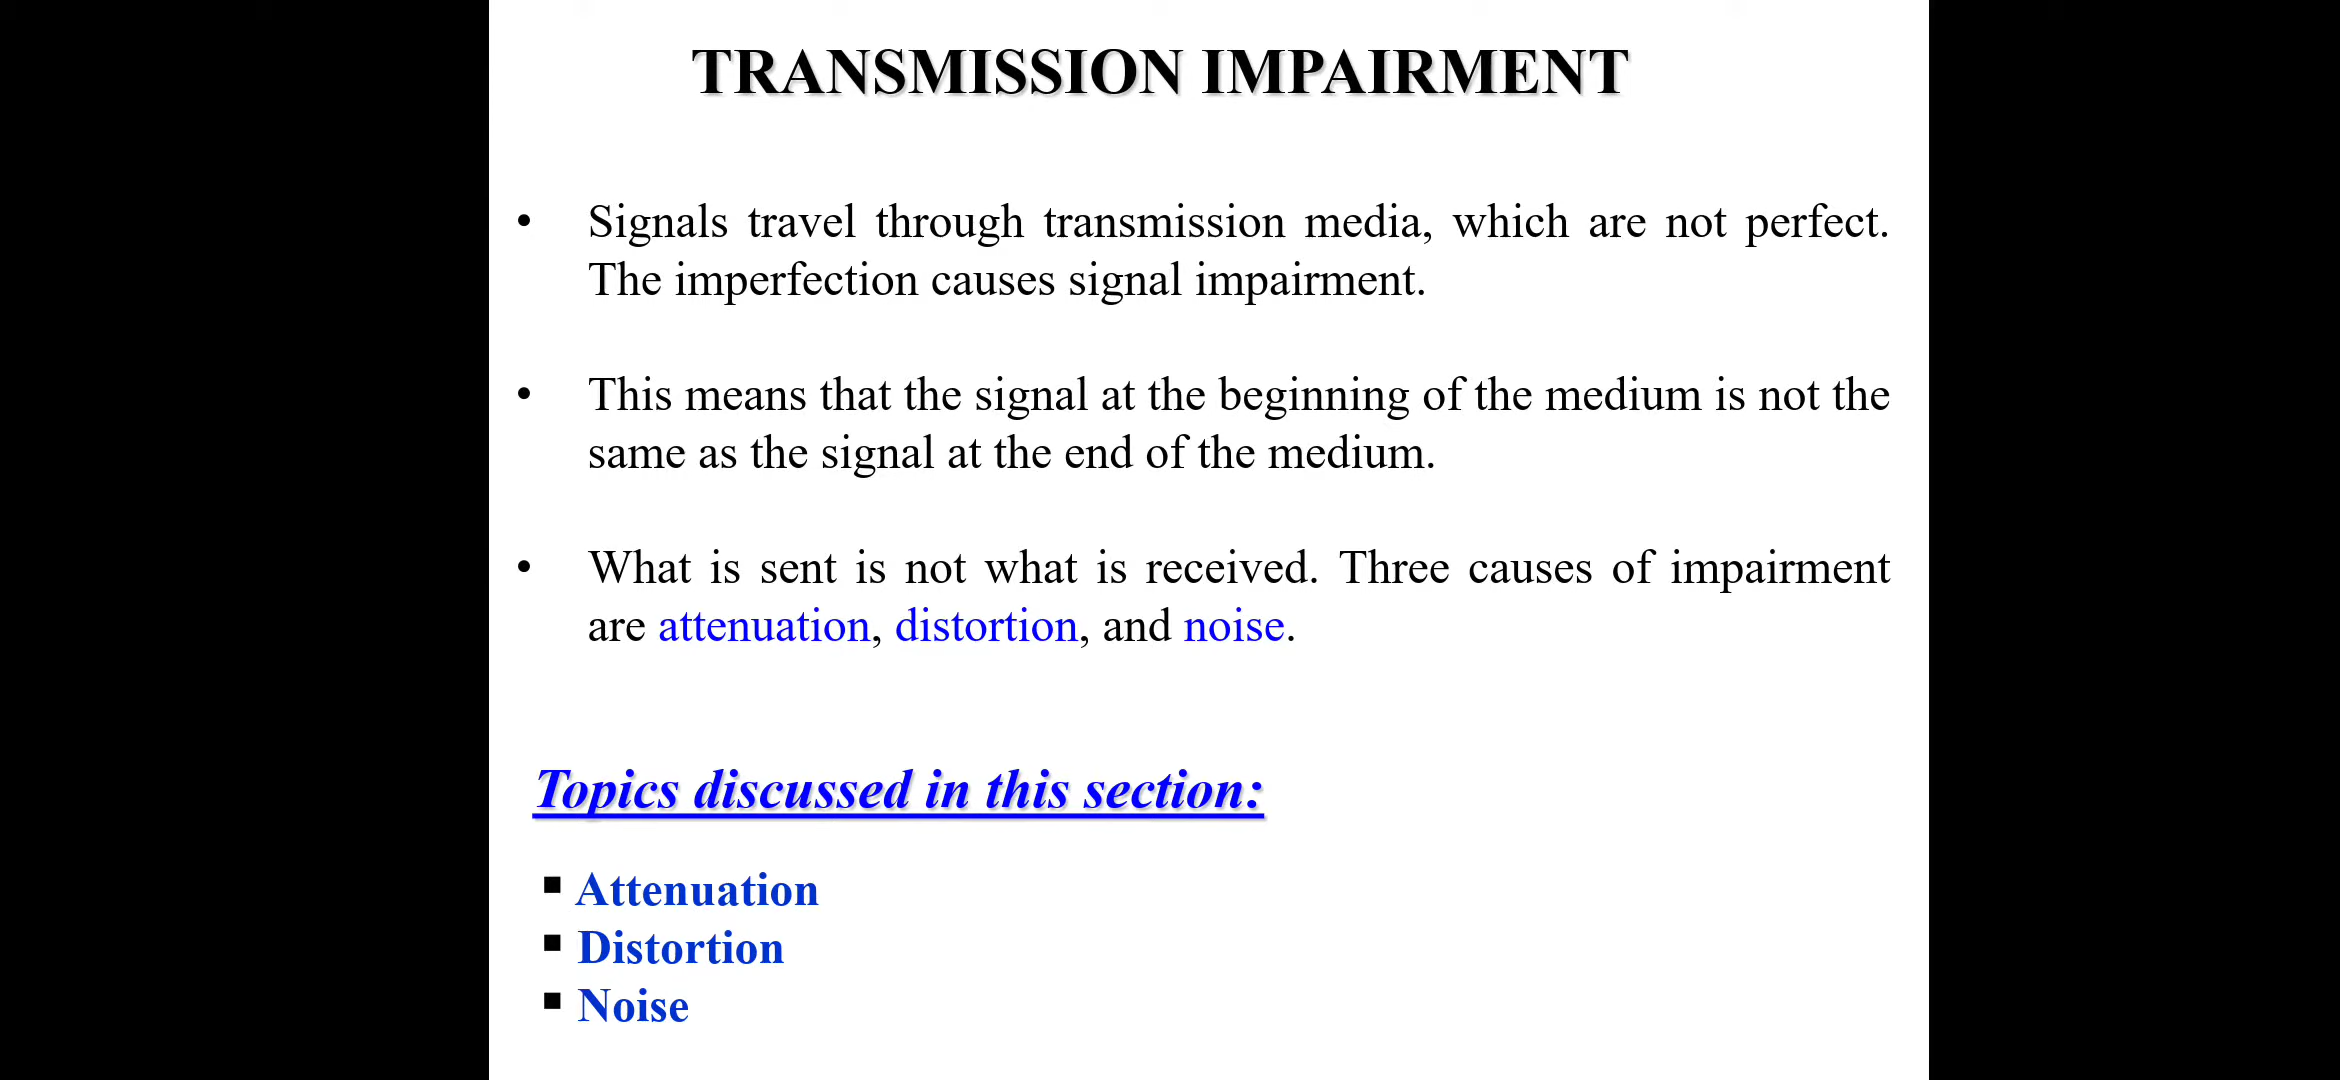 TRANSMISSION IMPAIRMENT
• Signals travel through transmission media, which are not perfect.
The imperfection causes signal impairment.
• This means that the signal at the beginning of the medium is not the
same as the signal at the end of the medium.
• What is sent is not what is received. Three causes of impairment
are attenuation, distortion, and noise.
Topics discussed in this section:
▪ Attenuation
▪ Distortion
▪ Noise